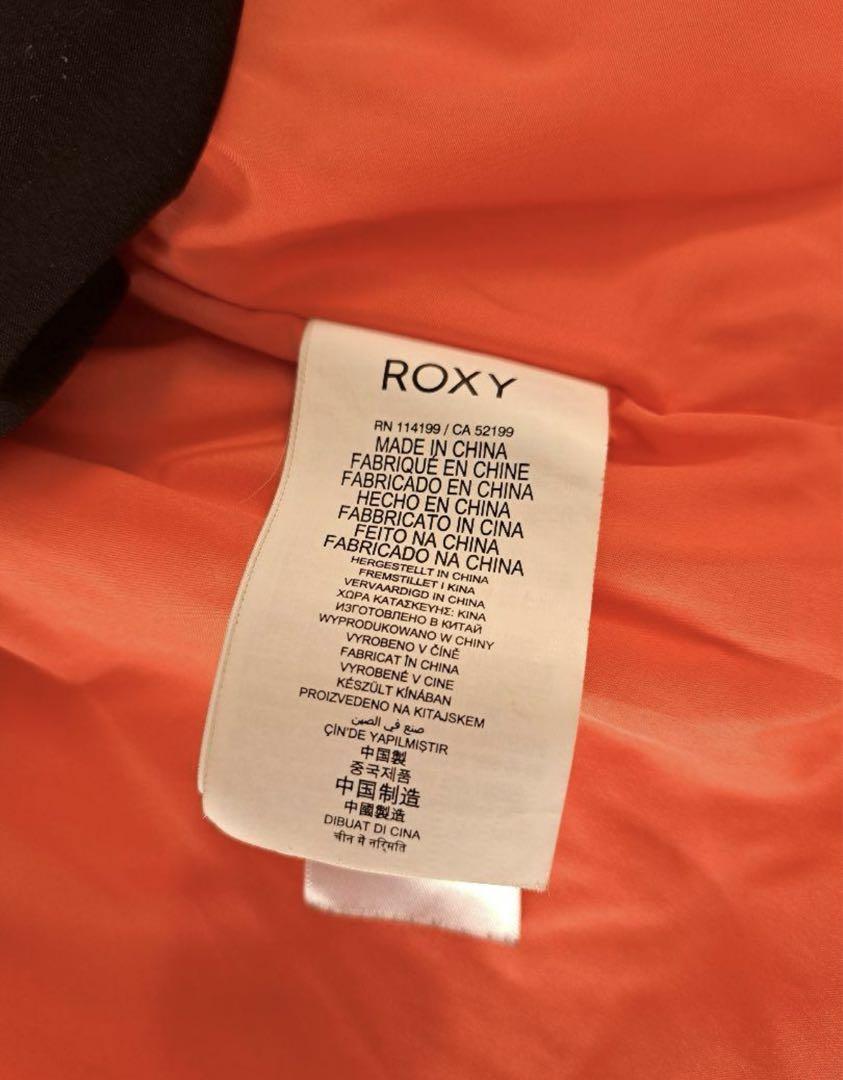 ROXY
RN 114199 / CA 52199
MADE IN CHINA
FABRIQUÉ EN CHINE
FABRICADO EN CHINA
HECHO EN CHINA
FABBRICATO IN CINA
FEITO NA CHINA
FABRICADO NA CHINA
HERGESTELLT IN CHINA
FREMSTILLET I KINA
VERVAARDIGD IN CHINA
ΧΩΡΑ ΚΑΤΑΣΚΕΥΗΣ: ΚΙΝΑ
ИЗГОТОВЛЕНО В КИТАЙ
WYPRODUKOWANO W CHINY
VYROBENO V ČÍNĚ
FABRICAT ÎN CHINA
VYROBENÉ V CINE
KÉSZÜLT KÍNÁBAN
PROIZVEDENO NA KITAJSKEM
صنع في الصين
ÇİN'DE YAPILMIŞTIR
中国製
중국제품
中国制造
中國製造
DIBUAT DI CINA
चीन में नर्िमति